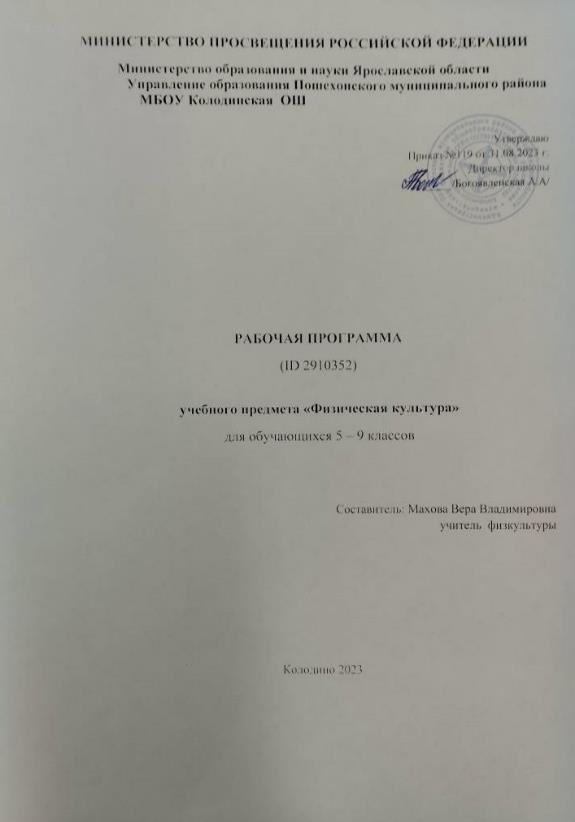 МИНИСТЕРСТВО ПРОСВЕЩЕНИЯ РОССИЙСКОЙ ФЕДЕРАЦИИ
Министерство образования и науки Ярославской области
Управление образования Пошехонского муниципального района
МБОУ Колодинская ОШ
Утверждаю
Приказ №119 от 31.08.2023 г.
Директор школы
/Богоявленская А.А/
РАБОЧАЯ ПРОГРАММА
(ID 2910352)
учебного предмета «Физическая культура»
для обучающихся 5 – 9 классов
Составитель: Махова Вера Владимировна
учитель физкультуры
Колодино 2023